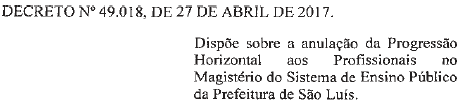 DECRETO Nº 49.018, DE 27 DE ABRIL DE 2017.
Dispõe sobre a anulação da Progressão
Horizontal aos Profissionais no
Magistério do Sistema de Ensino Público
da Prefeitura de São Luís.